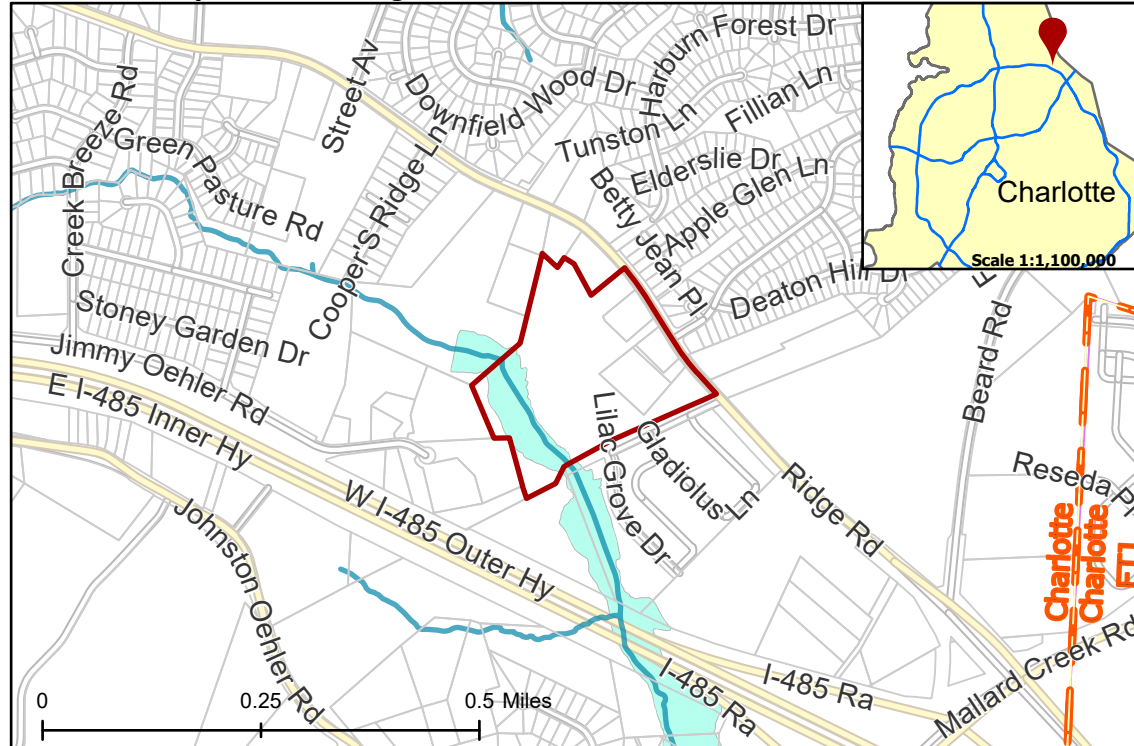 Harburn Forest Dr
Creek Breeze Rd
Street Av
Downfield Wood Dr
Fillian Ln
Tunston Ln
Green Pasture Rd
Elderslie Dr
Apple Glen Ln
Betty Jean Pl
Cooper'S Ridge Ln
Charlotte
Scale 1:1,100,000
Deaton Hill Dr
Stoney Garden Dr
Jimmy Oehler Rd
E I-485 Inner Hy
Beard Rd
Lilac Grove Dr
Gladiolus Ln
Reseda Pl
W I-485 Outer Hy
Ridge Rd
Johnston Oehler Rd
Charlotte
Charlotte
ETJ
I-485 Ra
I-485 Ra
Mallard Creek Rd
0 0.25 0.5 Miles